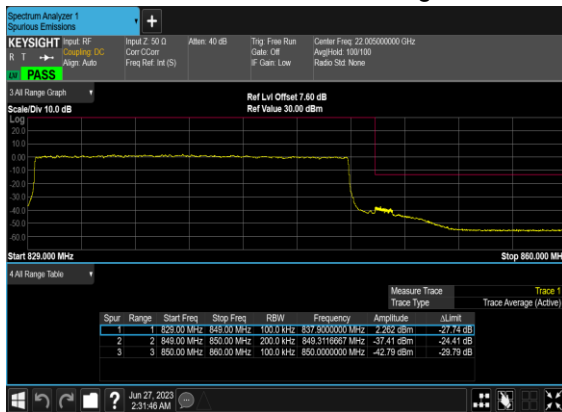 Spectrum Analyzer 1
Spurious Emissions
KEYSIGHT Input: RF Input Z: 50 Ω Atten: 40 dB Trig: Free Run Center Freq: 22.005000000 GHz
R T Coupling: DC Corr CCorr Gate: Off Avg|Hold: 100/100
Align: Auto Freq Ref: Int (S) IF Gain: Low Radio Std: None
PASS
3 All Range Graph
Ref Lvl Offset 7.60 dB
Scale/Div 10.0 dB Ref Value 30.00 dBm
Log
20.0
10.0
0.00
-10.0
-20.0
-30.0
-40.0
-50.0
-60.0
Start 829.000 MHz Stop 860.000 MH
4 All Range Table
Measure Trace Trace 1
Trace Type Trace Average (Active)
Spur Range Start Freq Stop Freq RBW Frequency Amplitude ΔLimit
1 1 829.00 MHz 849.00 MHz 100.0 kHz 837.9000000 MHz 2.262 dBm -27.74 dB
2 2 849.00 MHz 850.00 MHz 200.0 kHz 849.3116667 MHz -37.41 dBm -24.41 dB
3 3 850.00 MHz 860.00 MHz 100.0 kHz 850.0000000 MHz -42.79 dBm -29.79 dB
? Jun 27, 2023
2:31:46 AM